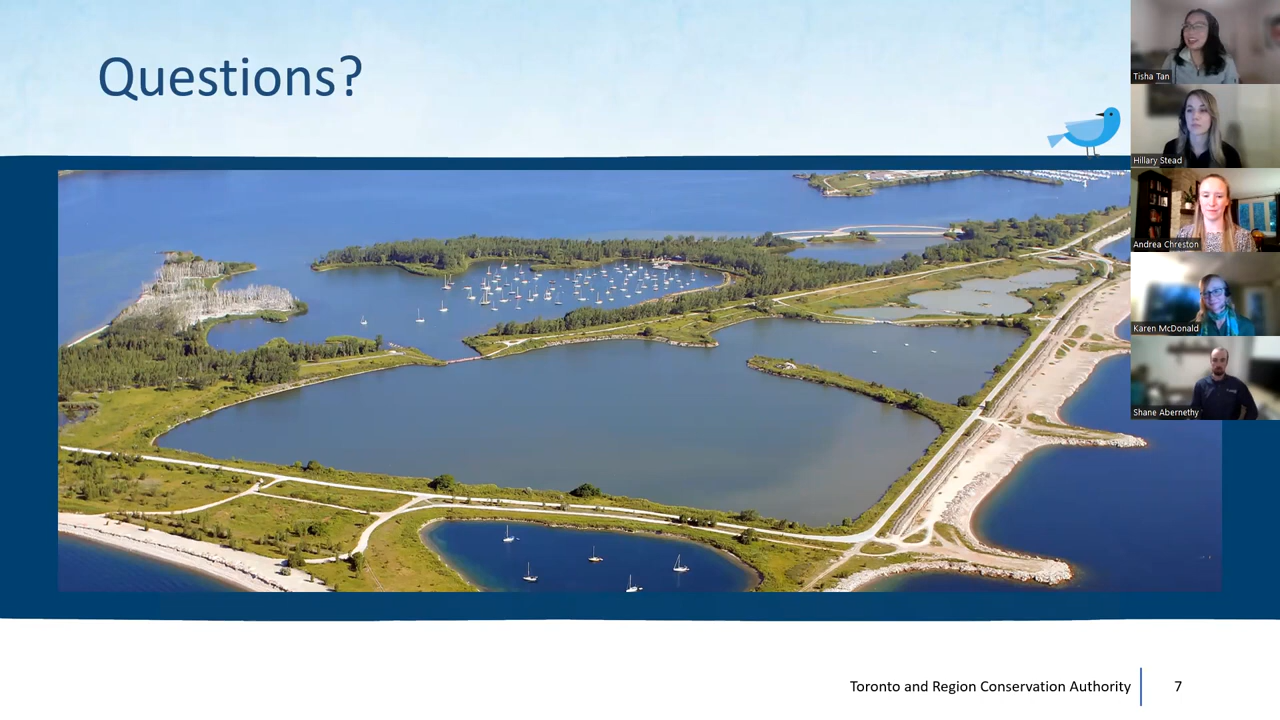 Questions?
Tisha Tan
Hillary Stead
Andrea Chreston
Karen McDonald
Shane Abernethy
Toronto and Region Conservation Authority
7